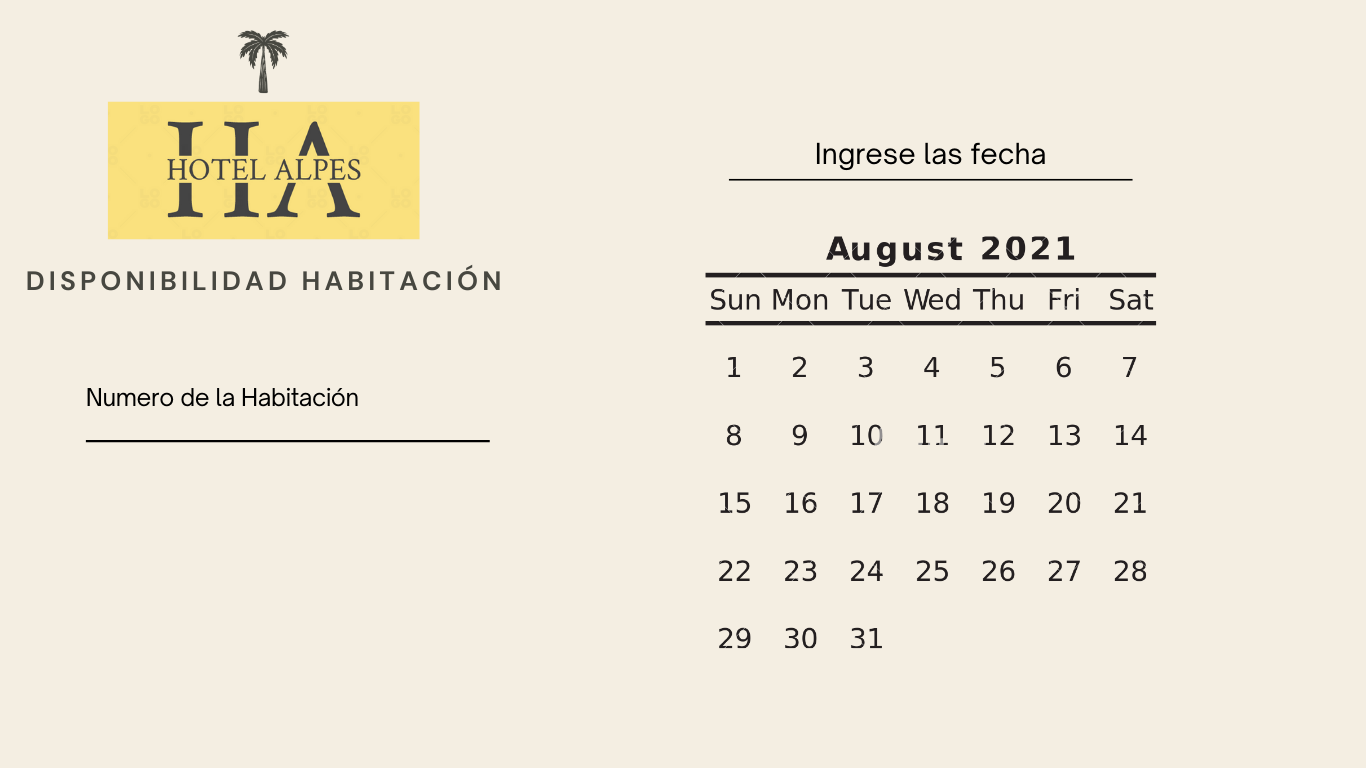 HA
HOTEL ALPES
DISPONIBILIDAD HABITACIÓN
Numero de la Habitación
Ingrese las fecha
August 2021
Sun Mon Tue Wed Thu Fri Sat
1 2 3 4 5 6 7
8 9 10 11 12 13 14
15 16 17 18 19 20 21
22 23 24 25 26 27 28
29 30 31